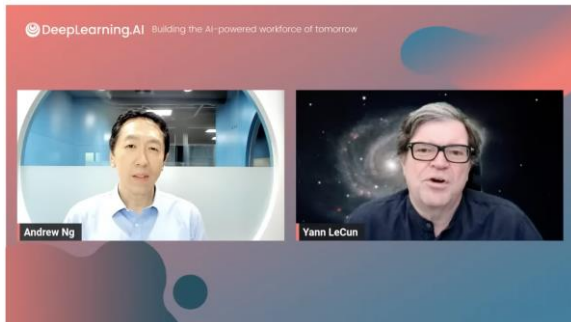 DeepLearning.AI Building the AI-powered workforce of tomorrow
Andrew Ng
Yann LeCun